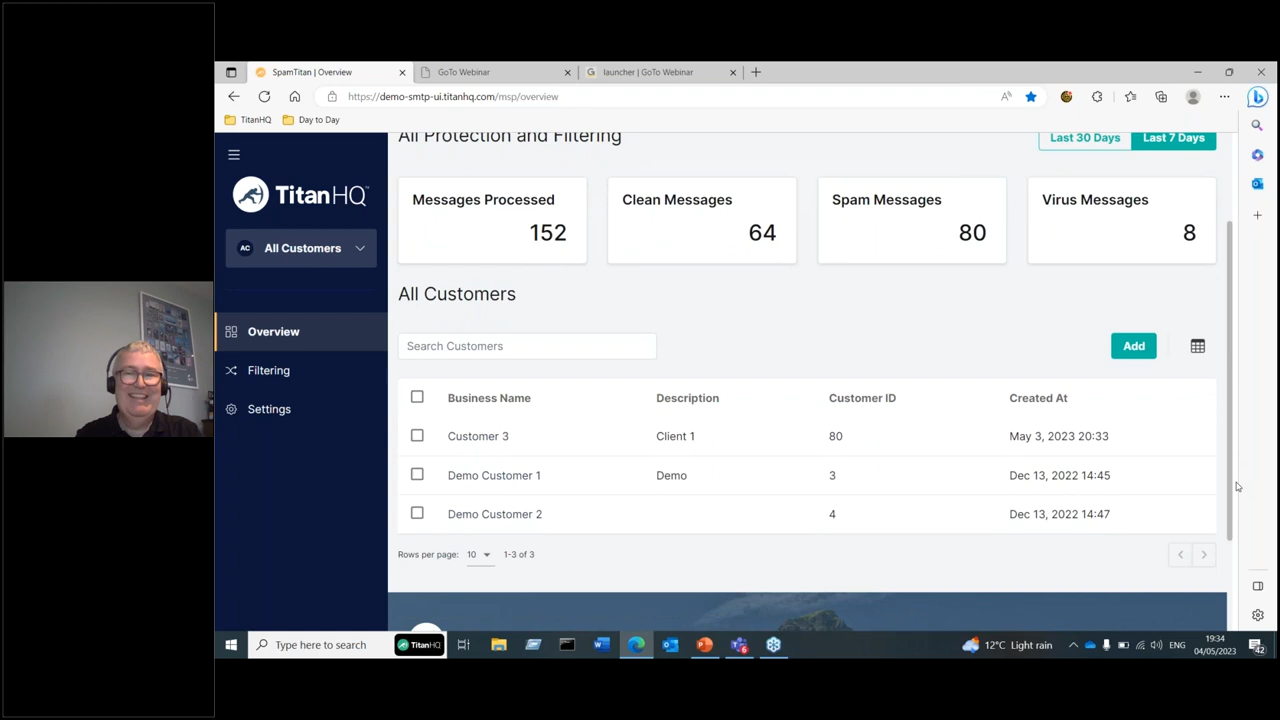 SpamTitan | Overview
GoTo Webinar
launcher | GoTo Webinar
https://demo-smtp-ui.titanhq.com/msp/overview
TitanHQ
Day to Day
TitanHQ™
AC All Customers
Overview
Filtering
Settings
All Protection and Filtering
Last 30 Days Last 7 Days
Messages Processed
152
Clean Messages
64
Spam Messages
80
Virus Messages
8
All Customers
Search Customers
Add
Business Name Description Customer ID Created At
Customer 3 Client 1 80 May 3, 2023 20:33
Demo Customer 1 Demo 3 Dec 13, 2022 14:45
Demo Customer 2 4 Dec 13, 2022 14:47
Rows per page: 10 1-3 of 3
Type here to search
TitanHQ
12°C Light rain
ENG
19:34
04/05/2023
42